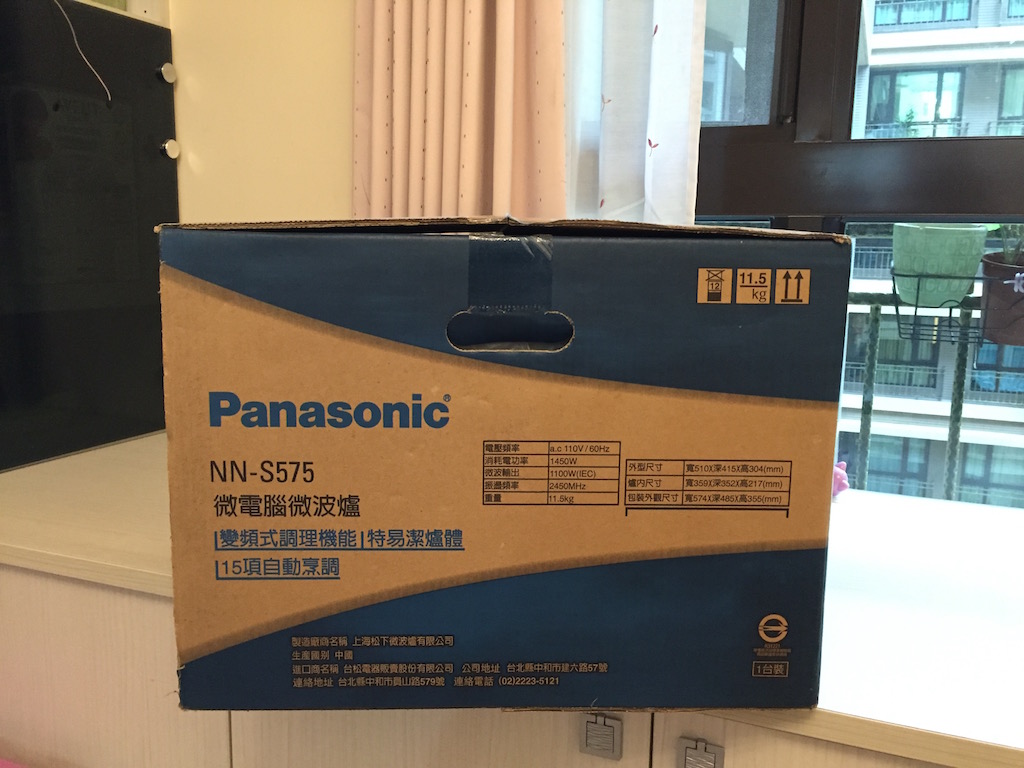 12
11.5
kg
Panasonic®
NN-S575
微電腦微波爐
變頻式調理機能 特易潔爐體
15項自動烹調
電壓頻率 a.c 110V/60Hz
消耗電功率 1450W
微波輸出 1100W(IEC)
振盪頻率 2450MHz
重量 11.5kg
外型尺寸 寬510X深415X高304(mm)
爐內尺寸 寬359X深352X高217(mm)
包裝外觀尺寸 寬574X深485X高355(mm)
製造廠商名稱 上海松下微波爐有限公司
生產國別 中國
進口商名稱 台松電器販賣股份有限公司 公司地址 台北縣中和市建六路57號
連絡地址 台北縣中和市員山路579號 連絡電話 (02)2223-5121
1台裝